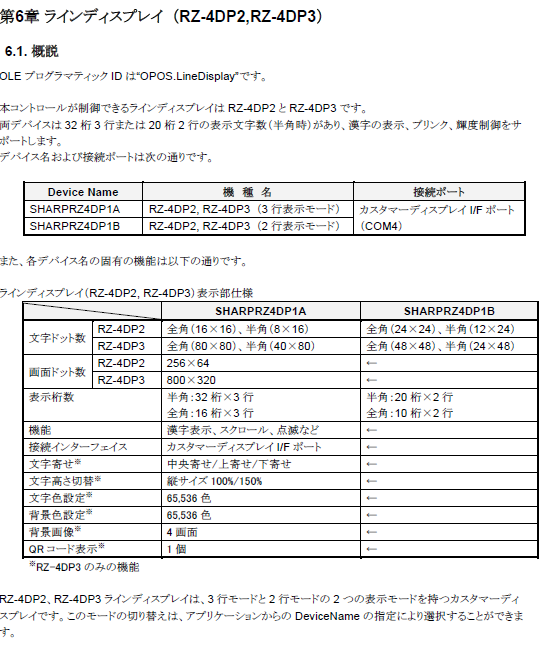 第6章 ラインディスプレイ （RZ-4DP2,RZ-4DP3）
6.1. 概説
OLE プログラマティック ID は“OPOS.LineDisplay”です。
本コントロールが制御できるラインディスプレイは RZ-4DP2 と RZ-4DP3 です。
両デバイスは 32 桁 3 行または 20 桁 2 行の表示文字数（半角時）があり、漢字の表示、ブリンク、輝度制御をサ
ポートします。
デバイス名および接続ポートは次の通りです。
Device Name 機 種 名 接続ポート
SHARPRZ4DP1A RZ-4DP2, RZ-4DP3 （3 行表示モード） カスタマーディスプレイ I/F ポート
SHARPRZ4DP1B RZ-4DP2, RZ-4DP3 （2 行表示モード） （COM4）
また、各デバイス名の固有の機能は以下の通りです。
ラインディスプレイ（RZ-4DP2, RZ-4DP3）表示部仕様
SHARPRZ4DP1A SHARPRZ4DP1B
文字ドット数 RZ-4DP2 全角（16×16）、半角（8×16） 全角（24×24）、半角（12×24）
RZ-4DP3 全角（80×80）、半角（40×80） 全角（48×48）、半角（24×48）
画面ドット数 RZ-4DP2 256×64 ←
RZ-4DP3 800×320 ←
表示桁数 半角：32 桁×3 行 半角：20 桁×2 行
全角：16 桁×3 行 全角：10 桁×2 行
機能 漢字表示、スクロール、点滅など ←
接続インターフェイス カスタマーディスプレイ I/F ポート ←
文字寄せ※ 中央寄せ/上寄せ/下寄せ ←
文字高さ切替※ 縦サイズ 100%/150% ←
文字色設定※ 65,536 色 ←
背景色設定※ 65,536 色 ←
背景画像※ 4 画面 ←
QR コード表示※ 1 個 ←
※RZ-4DP3 のみの機能
RZ-4DP2、RZ-4DP3 ラインディスプレイは、3 行モードと 2 行モードの 2 つの表示モードを持つカスタマーディ
スプレイです。このモードの切り替えは、アプリケーションからの DeviceName の指定により選択することができま
す。